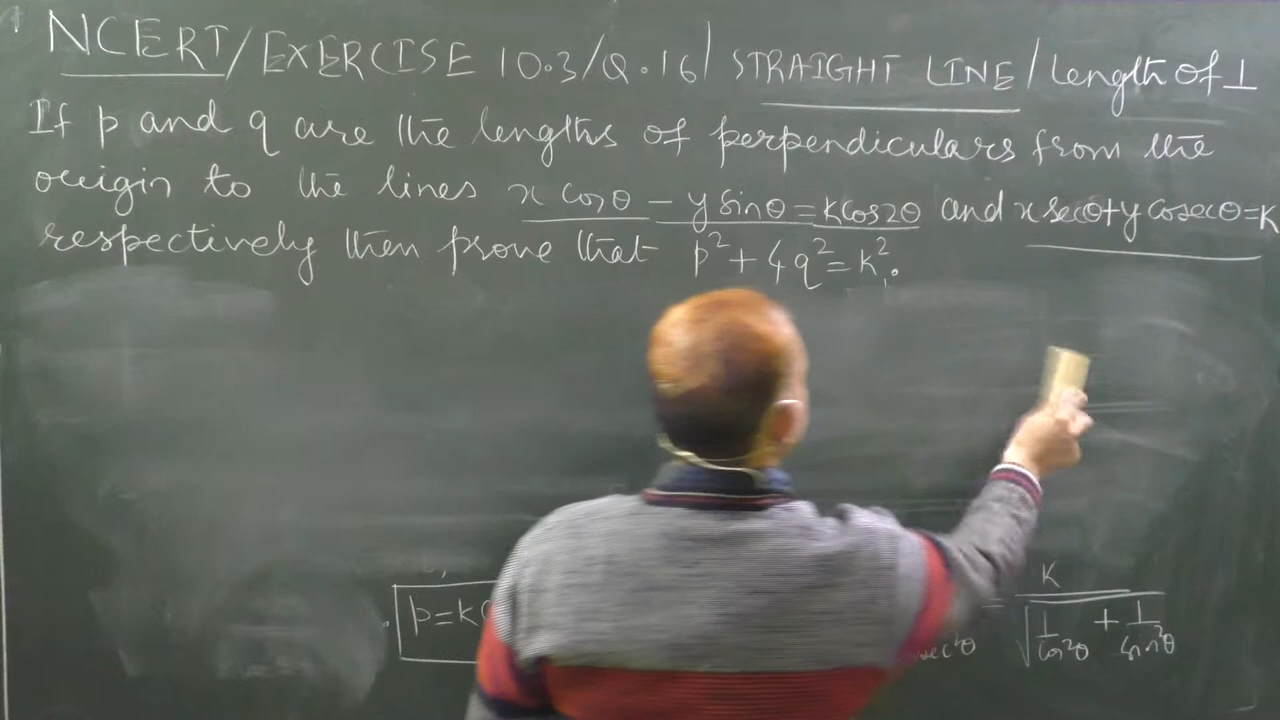 NCERT/EXERCISE 10.3/Q.16/ STRAIGHT LINE/Length of ⊥
If p and q are the lengths of perpendiculars from the
origin to the lines x cosθ - y sinθ = k cos2θ and x secθ + y cosecθ = k
respectively then prove that p² + 4q² = k².
p=k
sec²θ
K
√ 1/cos²θ + 1/sin²θ